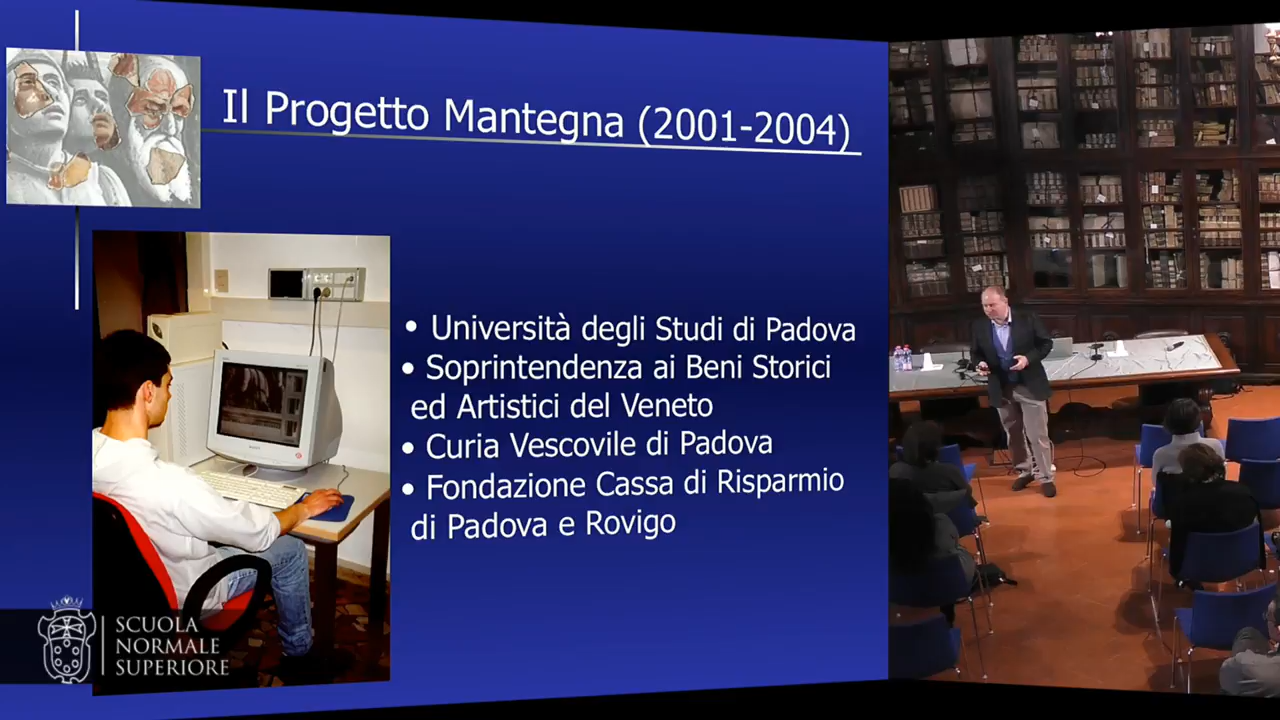 Il Progetto Mantegna (2001-2004)
• Università degli Studi di Padova
• Soprintendenza ai Beni Storici
ed Artistici del Veneto
• Curia Vescovile di Padova
• Fondazione Cassa di Risparmio
di Padova e Rovigo
SCUOLA
NORMALE
SUPERIORE